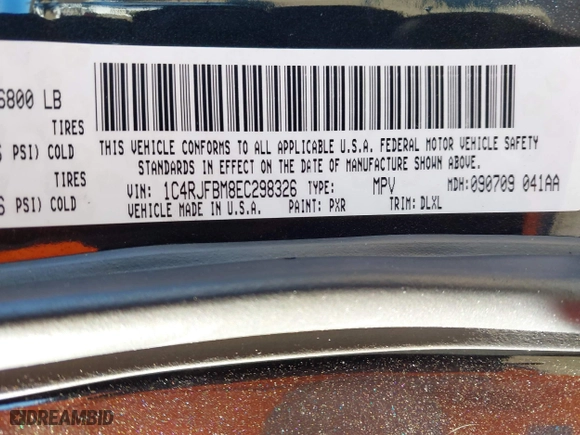 6800 LB
TIRES
PSI) COLD
TIRES
PSI) COLD
THIS VEHICLE CONFORMS TO ALL APPLICABLE U.S.A. FEDERAL MOTOR VEHICLE SAFETY
STANDARDS IN EFFECT ON THE DATE OF MANUFACTURE SHOWN ABOVE.
VIN: 1C4RJFBM8EC298326 TYPE: MPV MDH:090709 041AA
VEHICLE MADE IN U.S.A. PAINT: PXR TRIM: DLXL
DREAMBID